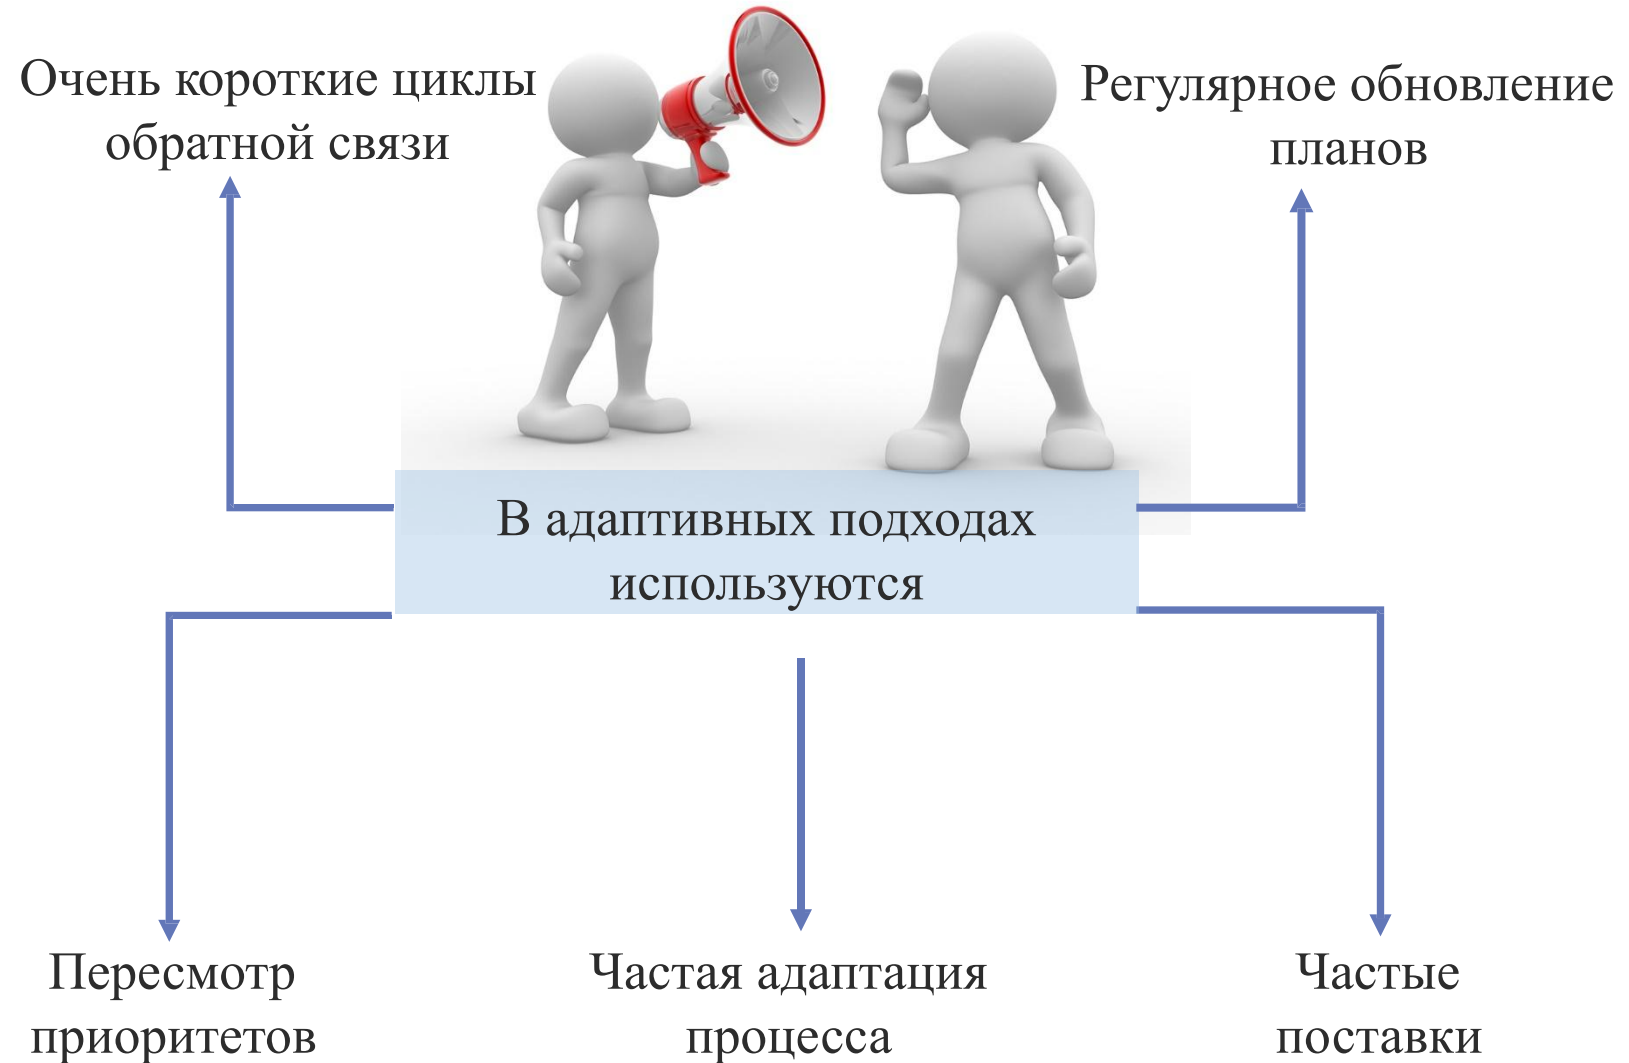 Очень короткие циклы
обратной связи
Регулярное обновление
планов
В адаптивных подходах
используются
Пересмотр
приоритетов
Частая адаптация
процесса
Частые
поставки